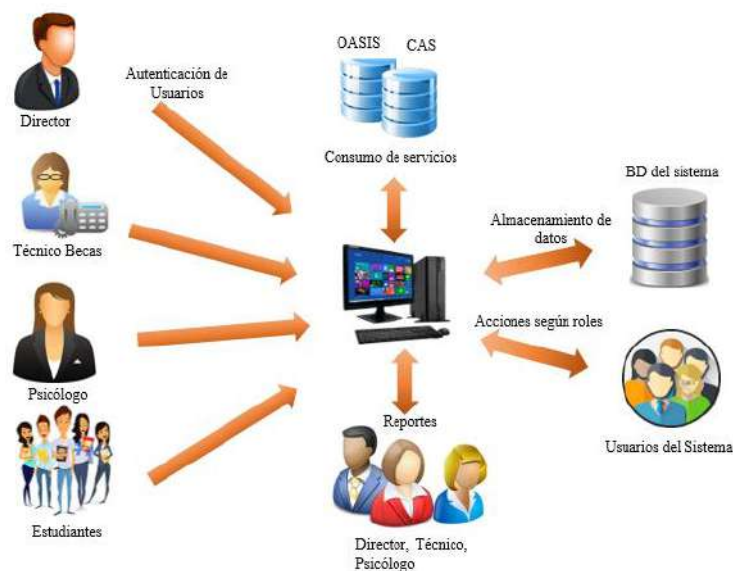 OASIS
CAS
Autenticación de
Usuarios
Director
Consumo de servicios
BD del sistema
Técnico Becas
Almacenamiento de
datos
Acciones según roles
Psicólogo
Reportes
Usuarios del Sistema
Estudiantes
Director, Técnico,
Psicólogo